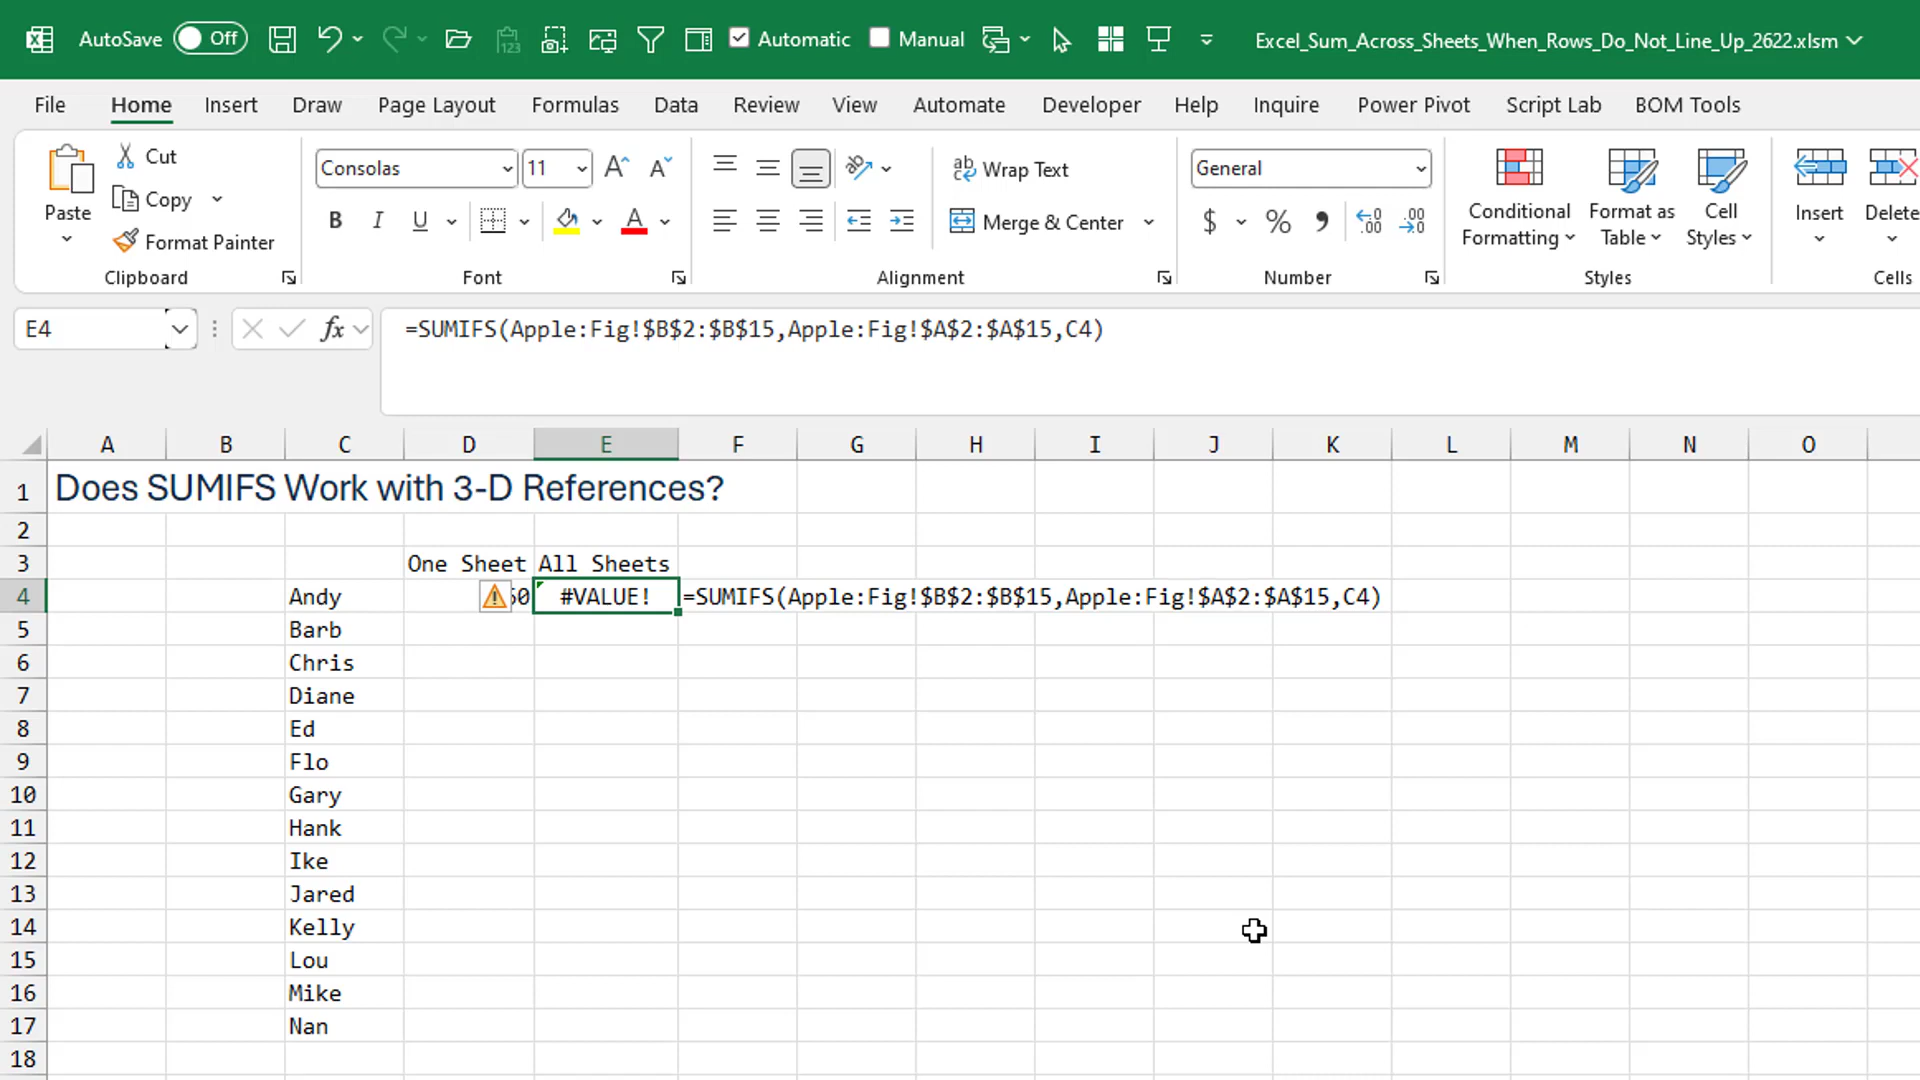 AutoSave Off Automatic Manual Excel_Sum_Across_Sheets_When_Rows_Do_Not_Line_Up_2622.xlsm
File Home Insert Draw Page Layout Formulas Data Review View Automate Developer Help Inquire Power Pivot Script Lab BOM Tools
Paste
Cut
Copy
Format Painter
Clipboard
Consolas 11
B I U
Font
Wrap Text
Merge & Center
Alignment
General
$ % ,
Number
Conditional Formatting
Format as Table
Cell Styles
Styles
Insert
Delete
Cells
E4 fx =SUMIFS(Apple:Fig!$B$2:$B$15,Apple:Fig!$A$2:$A$15,C4)
A B C D E F G H I J K L M N O
1 Does SUMIFS Work with 3-D References?
2
3 One Sheet All Sheets
4 Andy #VALUE! =SUMIFS(Apple:Fig!$B$2:$B$15,Apple:Fig!$A$2:$A$15,C4)
5 Barb
6 Chris
7 Diane
8 Ed
9 Flo
10 Gary
11 Hank
12 Ike
13 Jared
14 Kelly
15 Lou
16 Mike
17 Nan
18